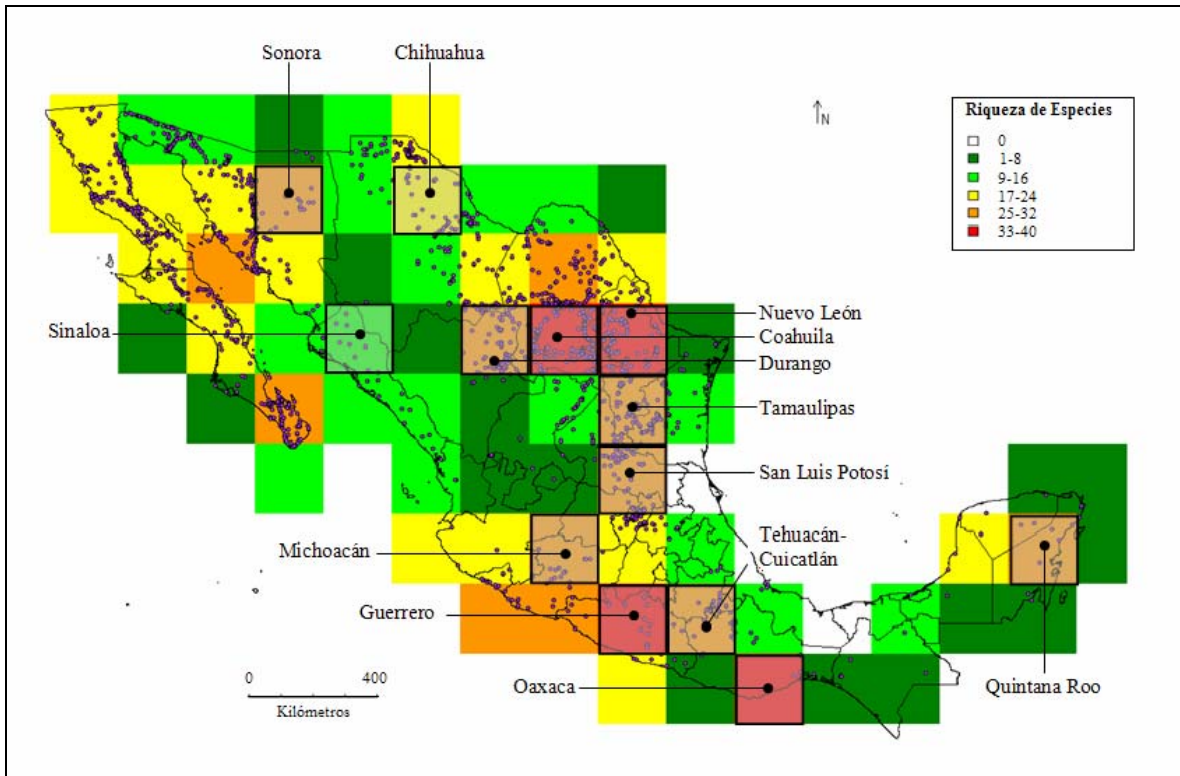 Sonora
Chihuahua
N
Riqueza de Especies
0
1-8
9-16
17-24
25-32
33-40
Sinaloa
Nuevo León
Coahuila
Durango
Tamaulipas
San Luis Potosí
Michoacán
Tehuacán-
Cuicatlán
Guerrero
Oaxaca
Quintana Roo
0 400
Kilómetros